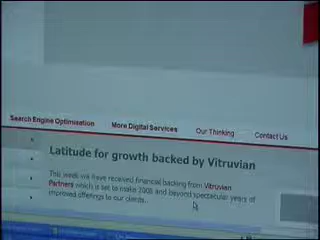 Search Engine Optimisation More Digital Services Our Thinking Contact Us
Latitude for growth backed by Vitruvian
This week we have received financial backing from Vitruvian
Partners which is set to make 2008 and beyond spectacular years of
improved offerings to our clients...